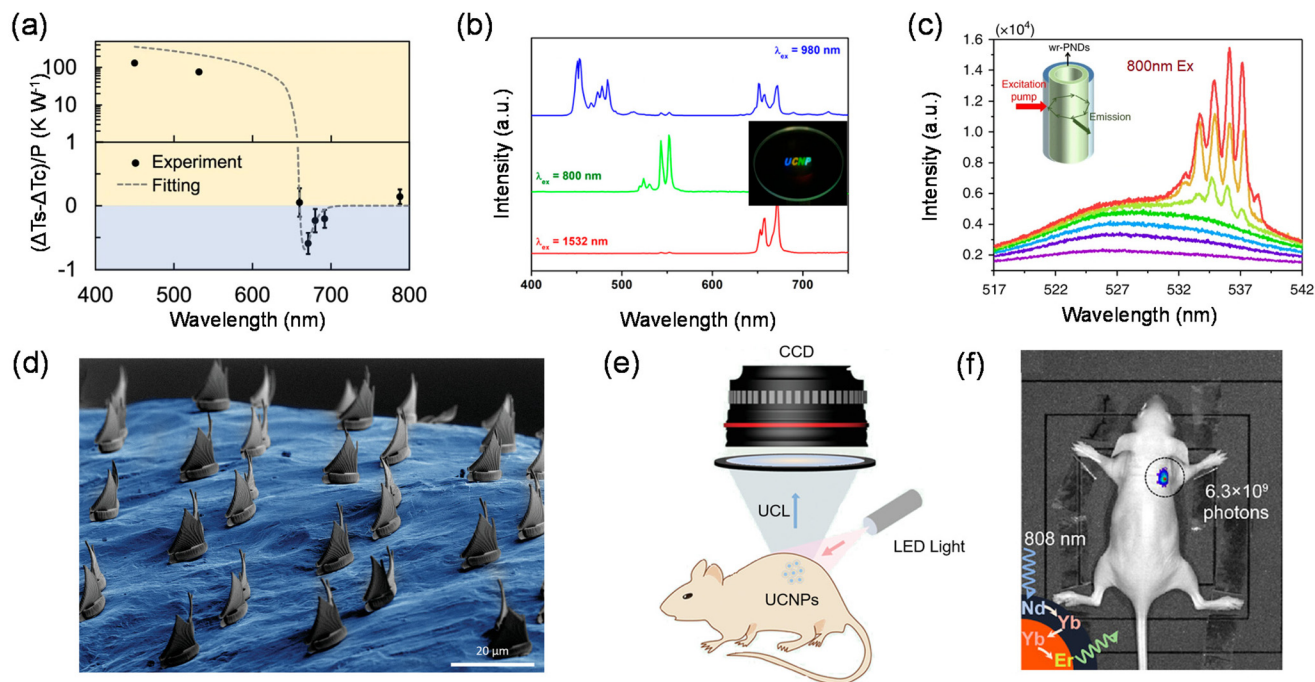 (a)
(ΔTs-ΔTc)/P (K W⁻¹)
100
10
1
1
0
-1
Experiment
Fitting
400 500 600 700 800
Wavelength (nm)
(b)
Intensity (a.u.)
λex = 980 nm
λex = 800 nm
λex = 1532 nm
UCNP
400 500 600 700
Wavelength (nm)
(c)
(×10⁴)
Intensity (a.u.)
1.6
1.4
1.2
1.0
0.8
0.6
0.4
0.2
wr-PNDs
800nm Ex
Excitation
pump
Emission
517 522 527 532 537 542
Wavelength (nm)
(d)
20 µm
(e)
CCD
UCL
LED Light
UCNPs
(f)
6.3×10⁹
photons
808 nm
Nd
Yb
Yb
Er